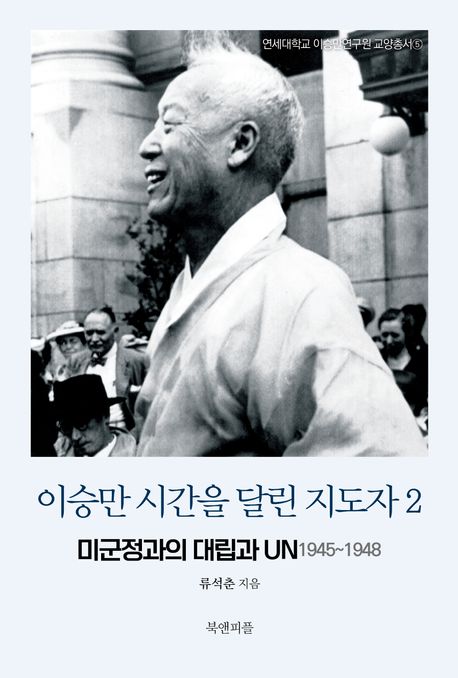 연세대학교 이승만연구원 교양총서⑤
이승만 시간을 달린 지도자 2
미군정과의 대립과 UN1945~1948
류석춘 지음
북앤피플